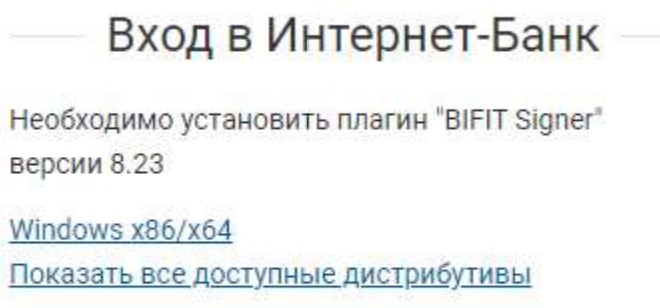 Вход в Интернет-Банк
Необходимо установить плагин "BIFIT Signer"
версии 8.23
Windows x86/x64
Показать все доступные дистрибутивы